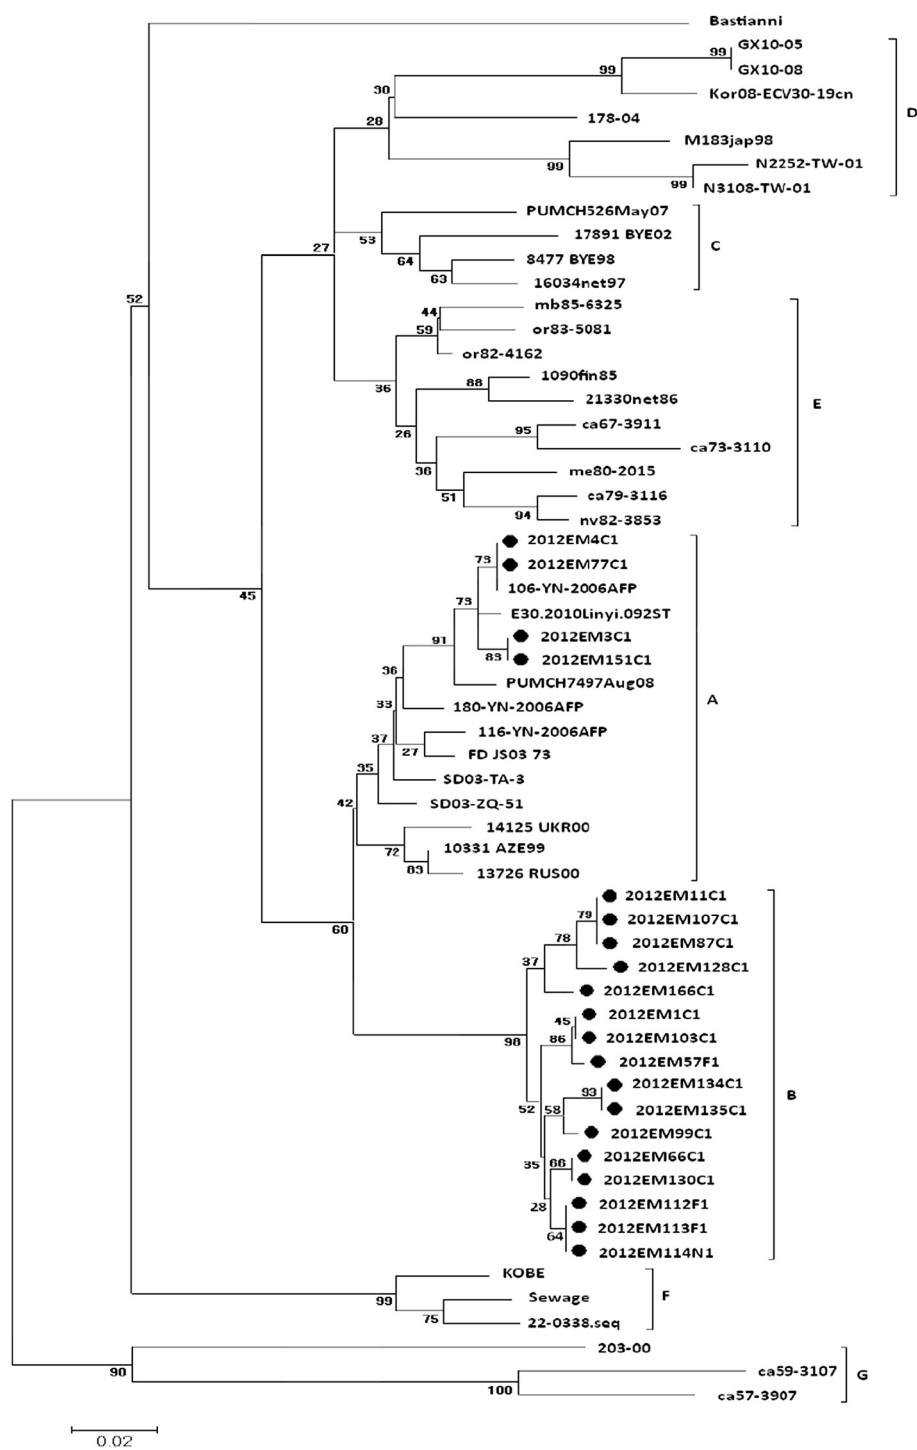 Bastianni
99 GX10-05
99 GX10-08
Kor08-ECV30-19cn
30
D
28 178-04
M183jap98
99 N2252-TW-01
99 N3108-TW-01
PUMCH526May07
53 17891 BYE02
27 C
64 8477 BYE98
63 16034net97
52 mb85-6325
44
59 or83-5081
or82-4162
88 1090fin85
36
21330net86 E
26 95 ca67-3911
ca73-3110
36 me80-2015
51 ca79-3116
94 nv82-3853
2012EM4C1
73 2012EM77C1
106-YN-2006AFP
45 73 E30.2010Linyi.092ST
2012EM3C1
91
83 2012EM151C1
36 PUMCH7497Aug08
A
33 180-YN-2006AFP
116-YN-2006AFP
37 27 FD JS03 73
35 SD03-TA-3
42 SD03-ZQ-51
14125 UKR00
72 10331 AZE99
83 13726 RUS00
2012EM11C1
79 2012EM107C1
60 78 2012EM87C1
37 2012EM128C1
2012EM166C1
45 2012EM1C1
98 86 2012EM103C1
2012EM57F1
93 2012EM134C1
B
52 58 2012EM135C1
2012EM99C1
35 66 2012EM66C1
2012EM130C1
28 2012EM112F1
64 2012EM113F1
2012EM114N1
KOBE
99 Sewage F
75 22-0338.seq
203-00
90 ca59-3107 G
100 ca57-3907
0.02